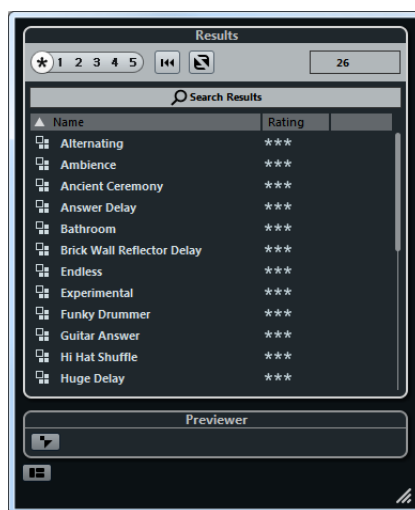 Results
* 1 2 3 4 5 26
Search Results
Name Rating
Alternating ***
Ambience ***
Ancient Ceremony ***
Answer Delay ***
Bathroom ***
Brick Wall Reflector Delay ***
Endless ***
Experimental ***
Funky Drummer ***
Guitar Answer ***
Hi Hat Shuffle ***
Huge Delay ***
Previewer